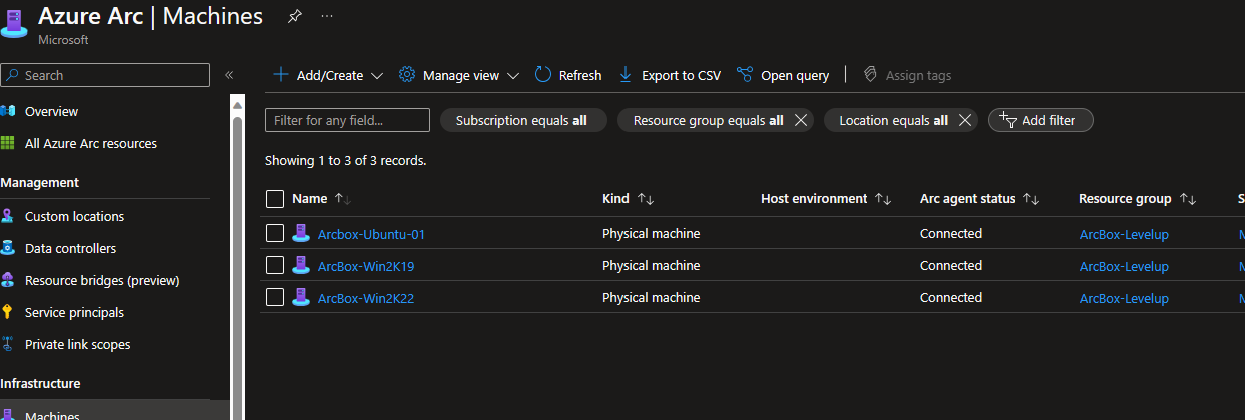 Azure Arc | Machines
Microsoft
Search
Overview
All Azure Arc resources
Management
Custom locations
Data controllers
Resource bridges (preview)
Service principals
Private link scopes
Infrastructure
Machines
Add/Create Manage view Refresh Export to CSV Open query Assign tags
Filter for any field... Subscription equals all Resource group equals all Location equals all Add filter
Showing 1 to 3 of 3 records.
Name Kind Host environment Arc agent status Resource group
Arcbox-Ubuntu-01 Physical machine Connected ArcBox-Levelup
ArcBox-Win2K19 Physical machine Connected ArcBox-Levelup
ArcBox-Win2K22 Physical machine Connected ArcBox-Levelup